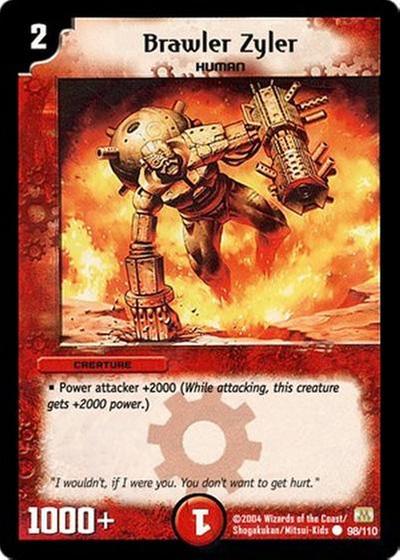 2
Brawler Zyler
HUMAN
CREATURE
▪ Power attacker +2000 (While attacking, this creature
gets +2000 power.)
"I wouldn't, if I were you. You don't want to get hurt."
1000+
1
©2004 Wizards of the Coast/
Shogakukan/Mitsui-Kids ● 98/110